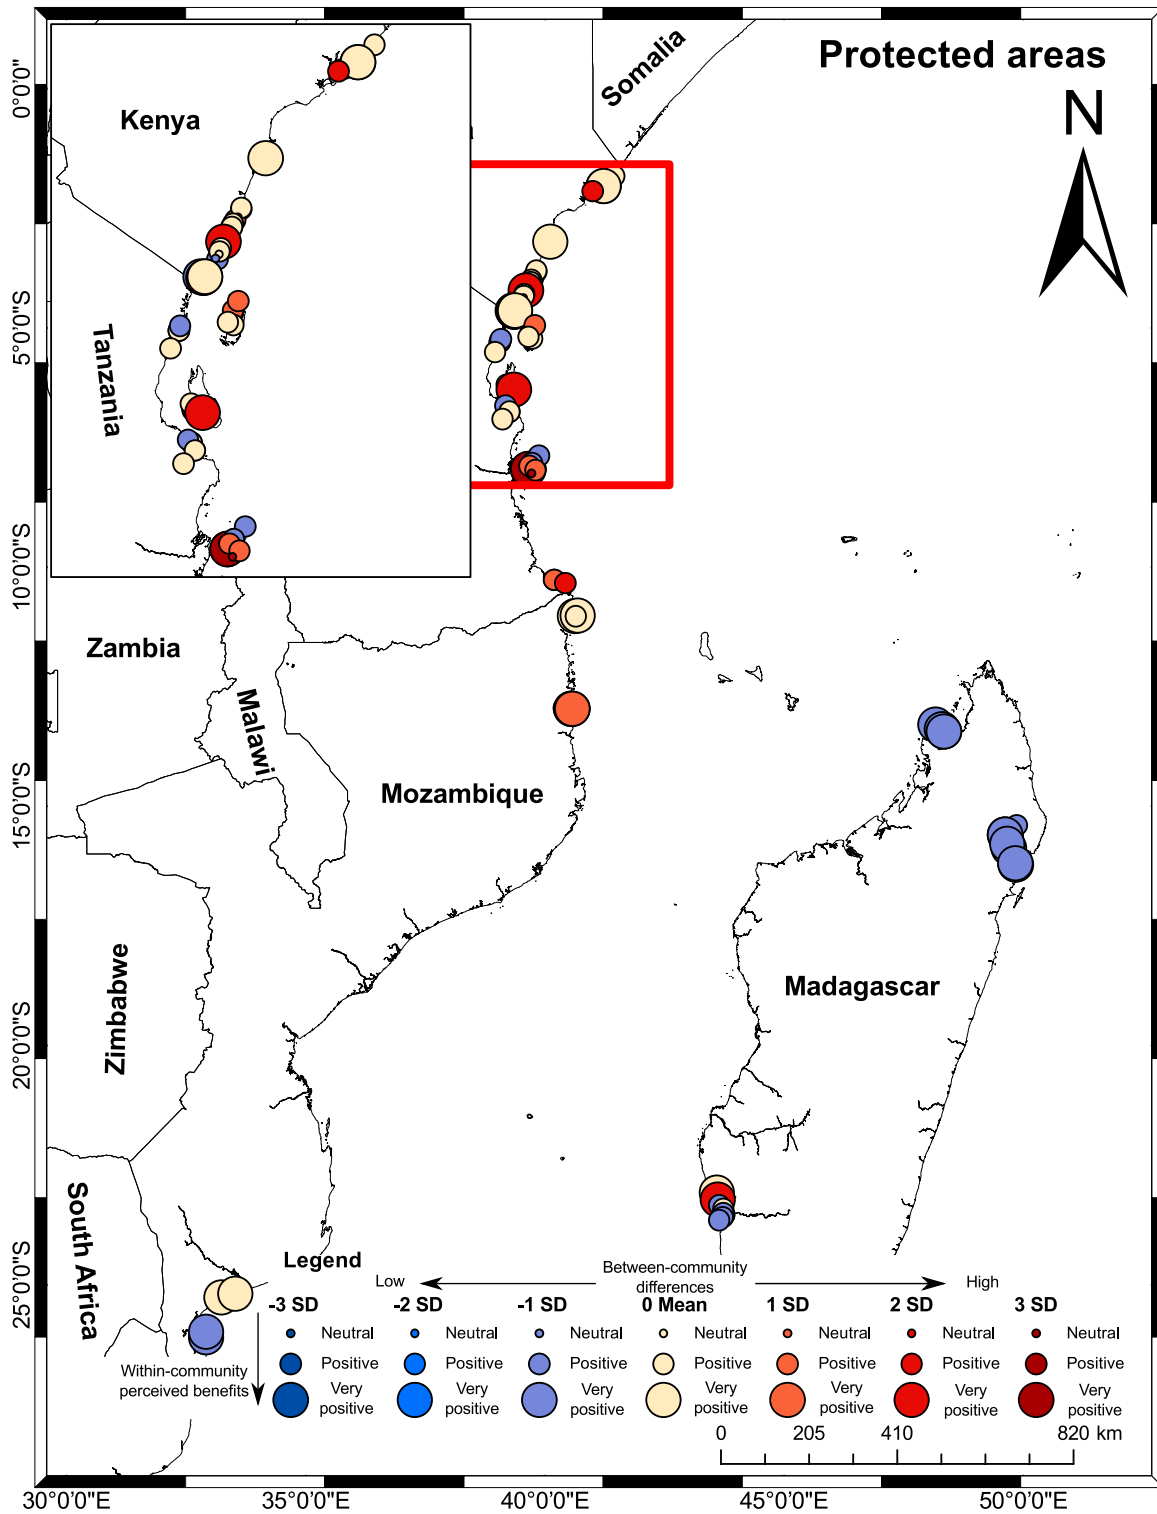 Protected areas
N
Somalia
Kenya
Tanzania
Zambia
Malawi
Mozambique
Zimbabwe
Madagascar
South Africa
0°0'0"
5°0'0"S
10°0'0"S
15°0'0"S
20°0'0"S
25°0'0"S
Legend
Between-community
differences
Low
High
-3 SD -2 SD -1 SD 0 Mean 1 SD 2 SD 3 SD
Neutral Neutral Neutral Neutral Neutral Neutral Neutral
Positive Positive Positive Positive Positive Positive Positive
Very Very Very Very Very Very Very
positive positive positive positive positive positive positive
Within-community
perceived benefits
0 205 410 820 km
30°0'0"E 35°0'0"E 40°0'0"E 45°0'0"E 50°0'0"E